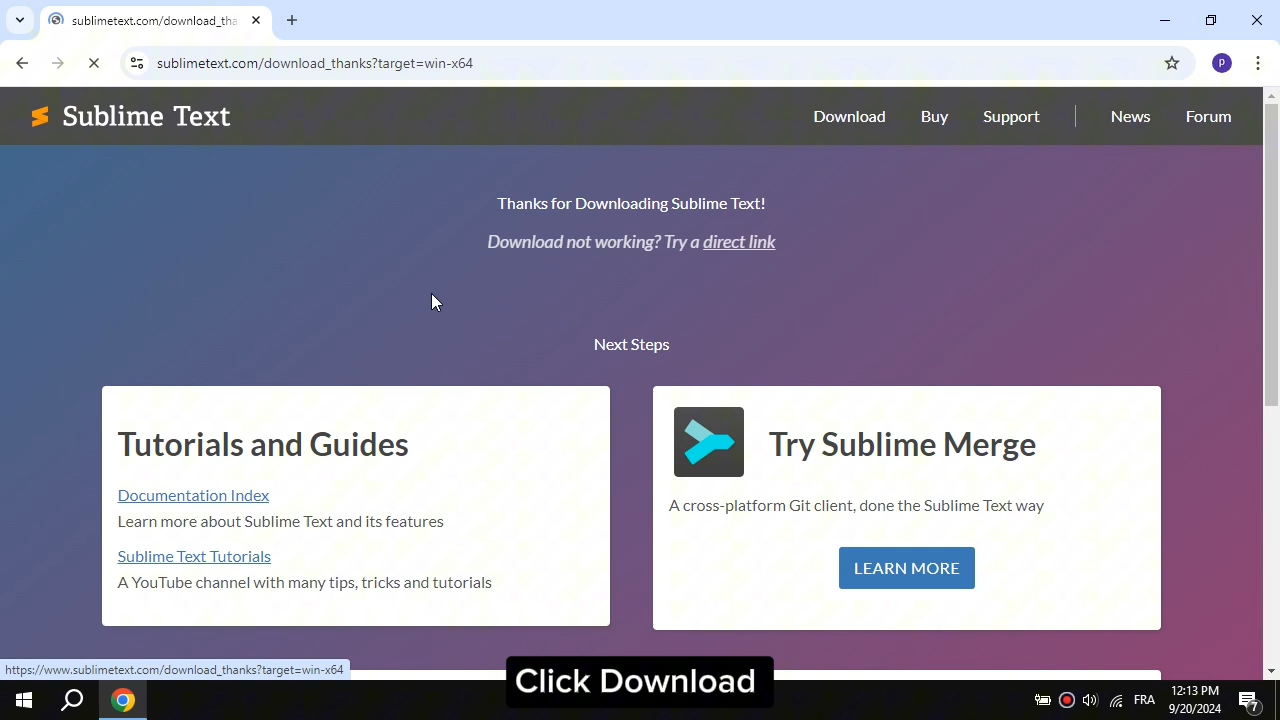 sublimetext.com/download_tha
sublimetext.com/download_thanks?target=win-x64
P
Sublime Text
Download
Buy
Support
News
Forum
Thanks for Downloading Sublime Text!
Download not working? Try a direct link
Next Steps
Tutorials and Guides
Documentation Index
Learn more about Sublime Text and its features
Sublime Text Tutorials
A YouTube channel with many tips, tricks and tutorials
Try Sublime Merge
A cross-platform Git client, done the Sublime Text way
LEARN MORE
https://www.sublimetext.com/download_thanks?target=win-x64
Click Download
FRA
12:13 PM
9/20/2024
7